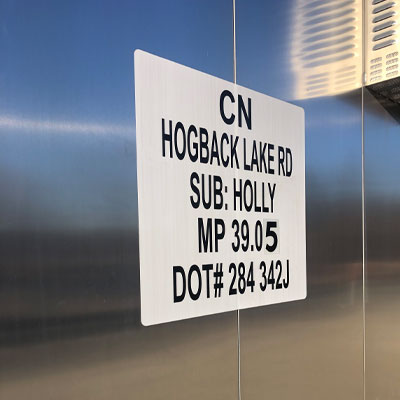 CN
HOGBACK LAKE RD
SUB: HOLLY
MP 39.05
DOT# 284 342J